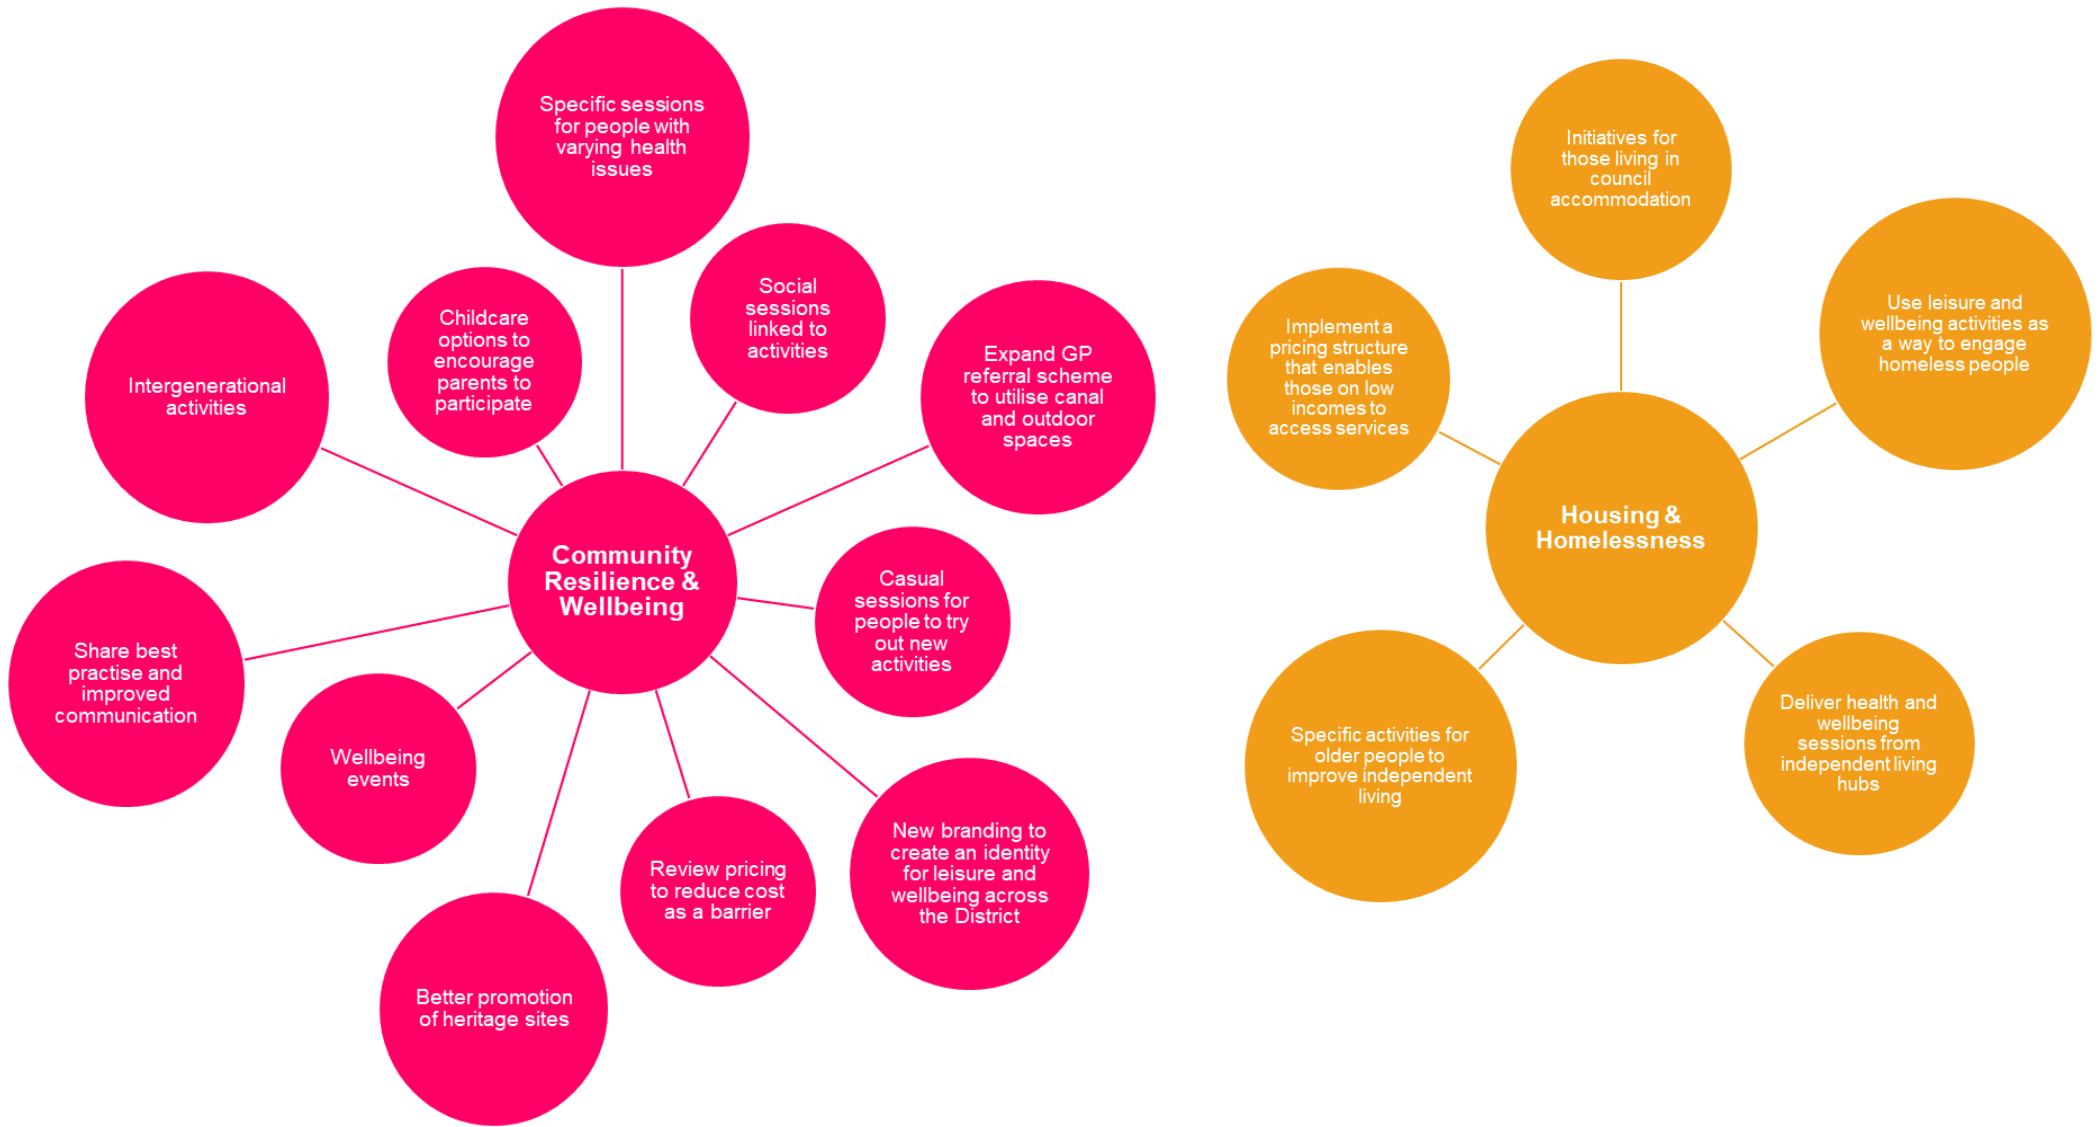 Specific sessions
for people with
varying health
issues
Social
sessions
linked to
activities
Expand GP
referral scheme
to utilise canal
and outdoor
spaces
Casual
sessions for
people to try
out new
activities
New branding to
create an identity
for leisure and
wellbeing across
the District
Review pricing
to reduce cost
as a barrier
Better promotion
of heritage sites
Wellbeing
events
Share best
practise and
improved
communication
Intergenerational
activities
Childcare
options to
encourage
parents to
participate
Community
Resilience &
Wellbeing
Initiatives for
those living in
council
accommodation
Use leisure and
wellbeing activities as
a way to engage
homeless people
Deliver health and
wellbeing
sessions from
independent living
hubs
Specific activities for
older people to
improve independent
living
Implement a
pricing structure
that enables
those on low
incomes to
access services
Housing &
Homelessness